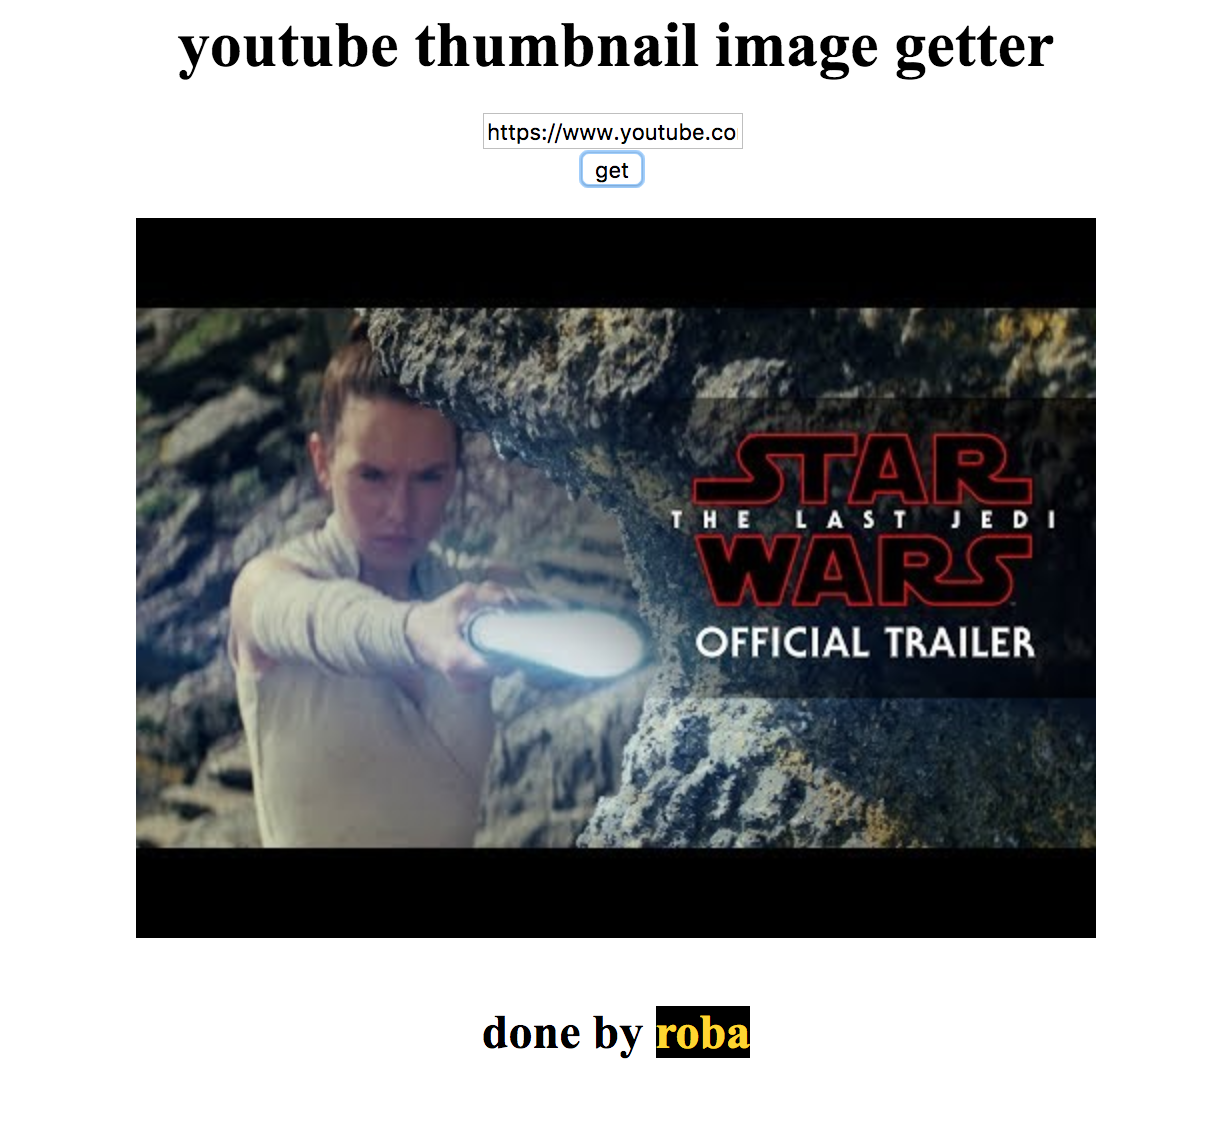 youtube thumbnail image getter
https://www.youtube.co
get
STAR
THE LAST JEDI
WARS
OFFICIAL TRAILER
done by roba